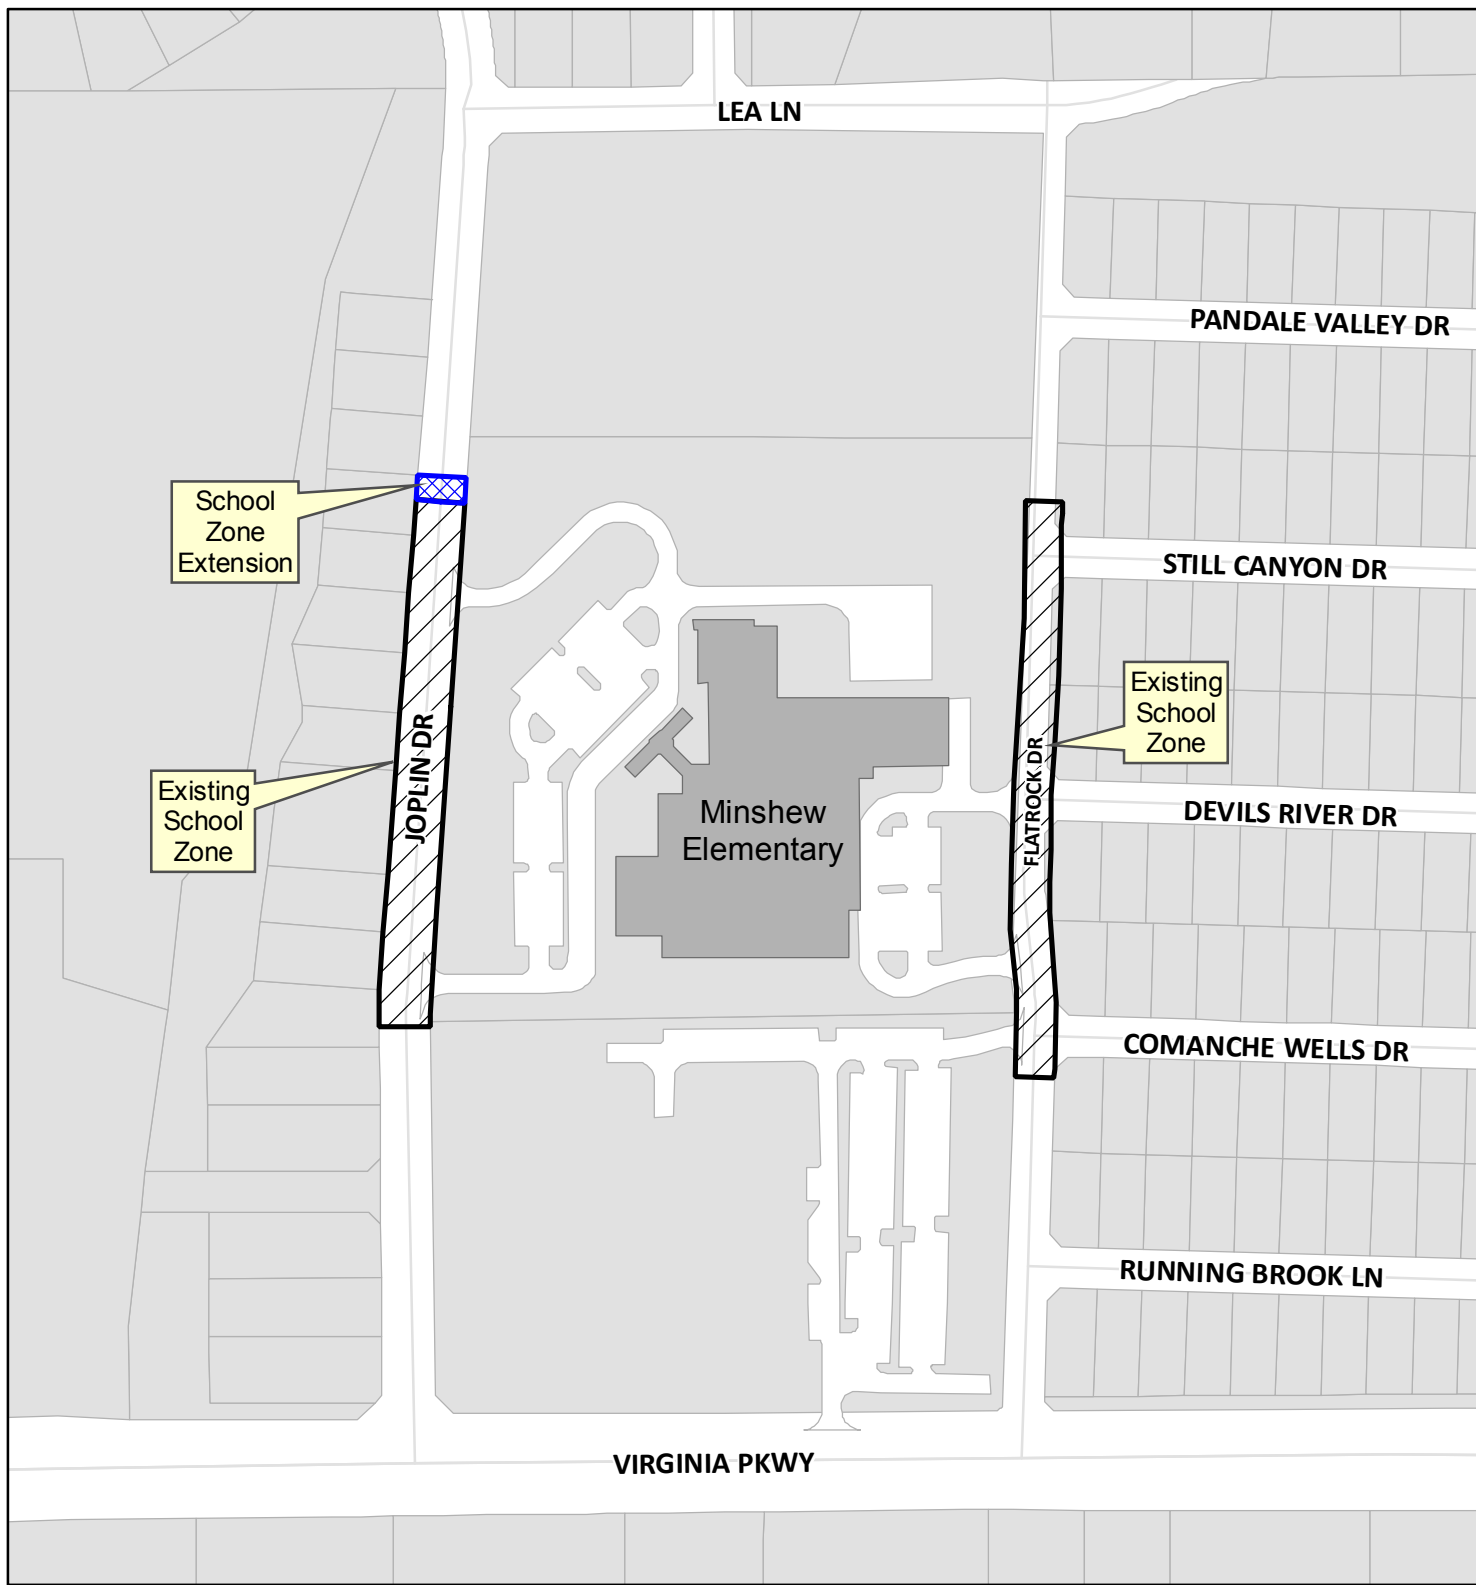 LEA LN
PANDALE VALLEY DR
School
Zone
Extension
STILL CANYON DR
Existing
School
Zone
JOPLIN DR
FLATROCK DR
Existing
School
Zone
Minshew
Elementary
DEVILS RIVER DR
COMANCHE WELLS DR
RUNNING BROOK LN
VIRGINIA PKWY